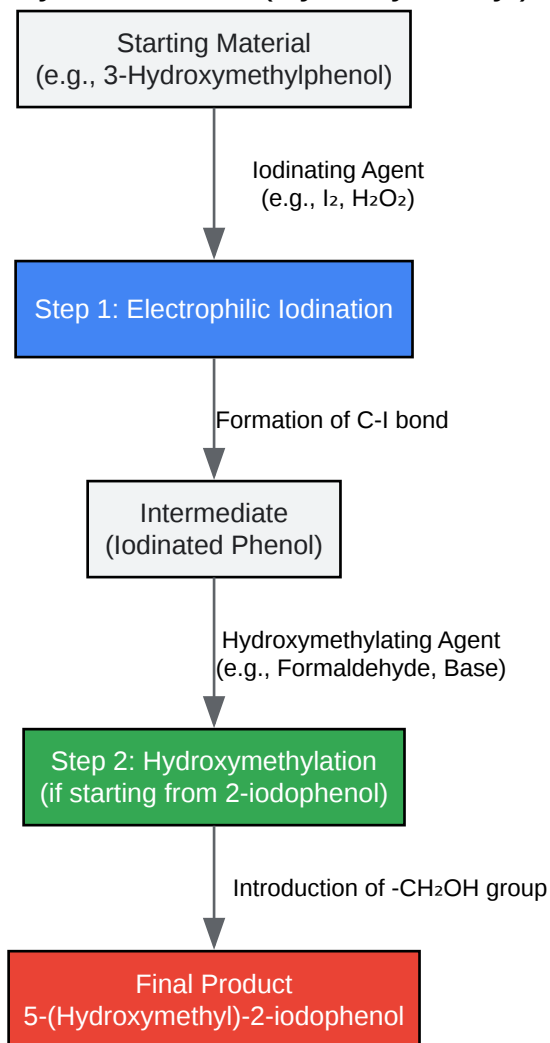 Starting Material
(e.g., 3-Hydroxymethylphenol)
Iodinating Agent
(e.g., I₂, H₂O₂)
Step 1: Electrophilic Iodination
Formation of C-I bond
Intermediate
(Iodinated Phenol)
Hydroxymethylating Agent
(e.g., Formaldehyde, Base)
Step 2: Hydroxymethylation
(if starting from 2-iodophenol)
Introduction of -CH₂OH group
Final Product
5-(Hydroxymethyl)-2-iodophenol